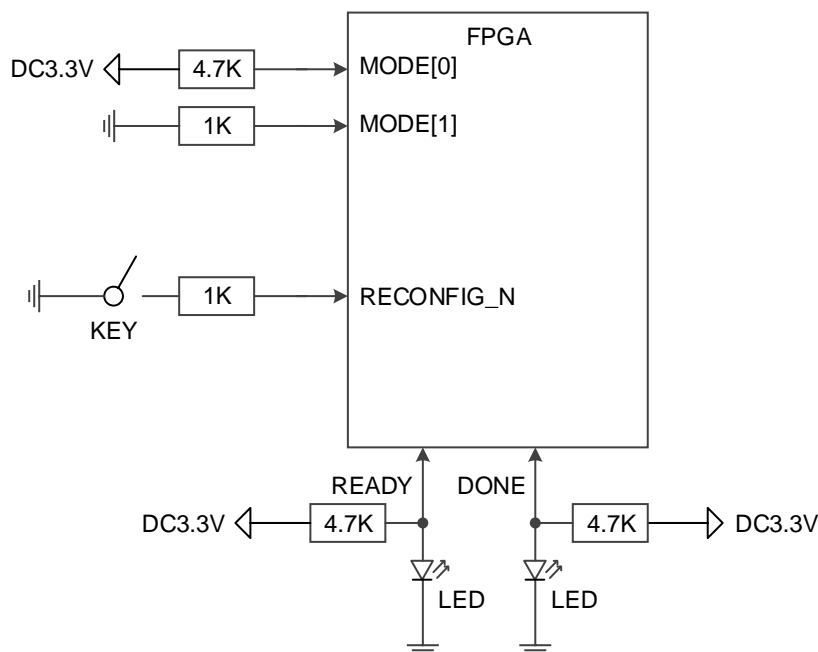 FPGA
DC3.3V
4.7K
MODE[0]
1K
MODE[1]
1K
RECONFIG_N
KEY
READY
DONE
DC3.3V
4.7K
4.7K
DC3.3V
LED
LED